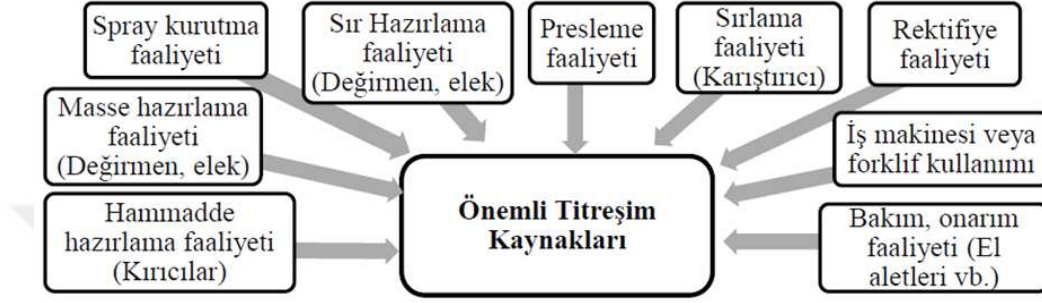 Spray kurutma
faaliyeti
Sır Hazırlama
faaliyeti
(Değirmen, elek)
Presleme
faaliyeti
Sırlama
faaliyeti
(Karıştırıcı)
Rektifiye
faaliyeti
Masse hazırlama
faaliyeti
(Değirmen, elek)
İş makinesi veya
forklif kullanımı
Hammadde
hazırlama faaliyeti
(Kırıcılar)
Önemli Titreşim
Kaynakları
Bakım, onarım
faaliyeti (El
aletleri vb.)